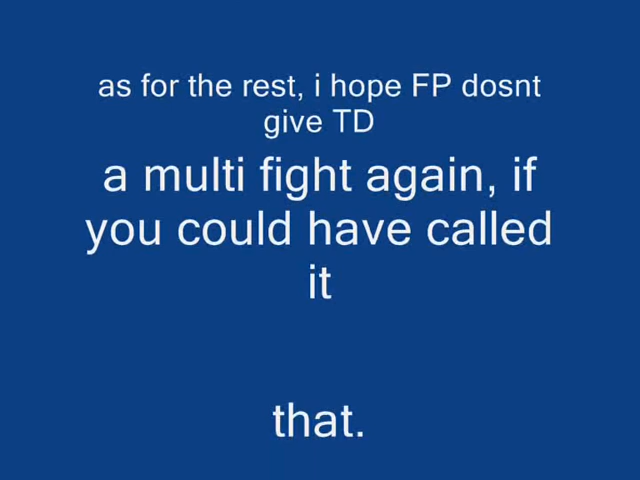 as for the rest, i hope FP dosnt
give TD
a multi fight again, if
you could have called
it
that.